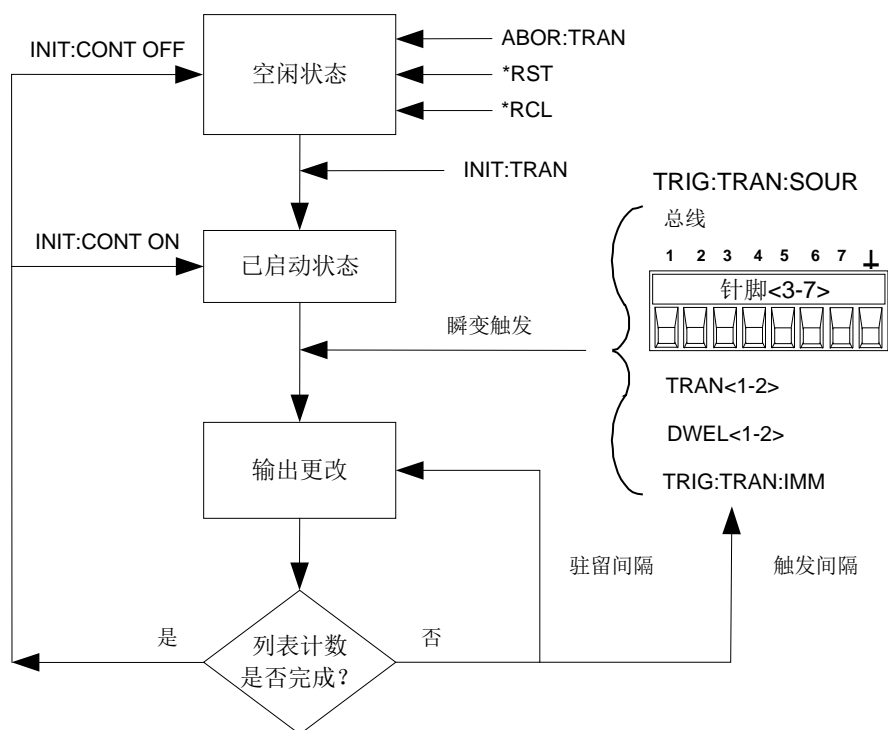 INIT:CONT OFF
空闲状态
ABOR:TRAN
*RST
*RCL
INIT:TRAN
TRIG:TRAN:SOUR
总线
INIT:CONT ON
已启动状态
1 2 3 4 5 6 7
针脚<3-7>
瞬变触发
TRAN<1-2>
DWEL<1-2>
输出更改
TRIG:TRAN:IMM
驻留间隔
触发间隔
是
列表计数
是否完成?
否